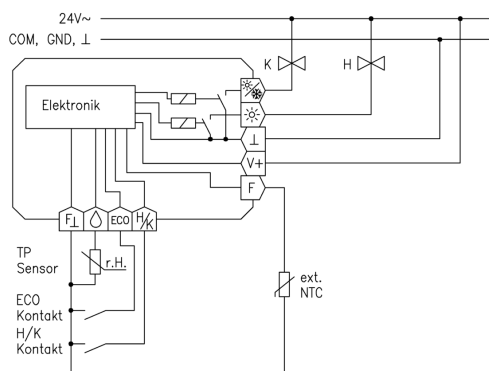 24V~
COM, GND, ⊥
K
H
Elektronik
⊥
V+
F
F⊥
ECO
H/K
TP
Sensor
r.H.
ECO
Kontakt
H/K
Kontakt
ext.
NTC